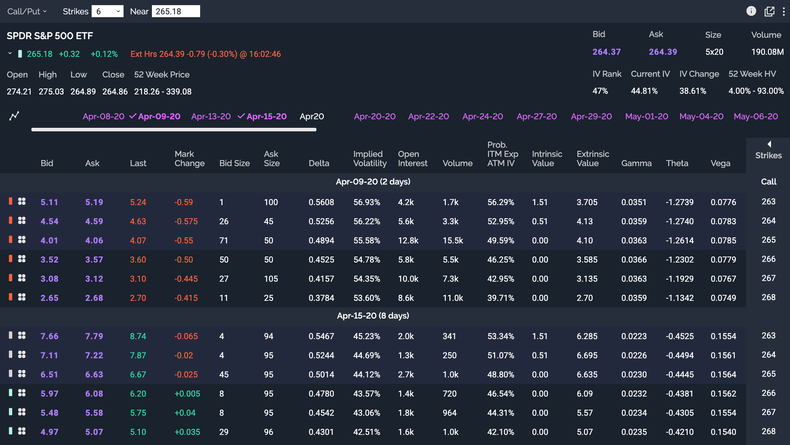 Call/Put Strikes 6 Near 265.18
SPDR S&P 500 ETF
Bid Ask Size Volume
265.18 +0.32 +0.12% Ext Hrs 264.39 -0.79 (-0.30%) @ 16:02:46
264.37 264.39 5x20 190.08M
Open High Low Close 52 Week Price
IV Rank Current IV IV Change 52 Week HV
274.21 275.03 264.89 264.86 218.26 - 339.08
47% 44.81% 38.61% 4.00% - 93.00%
Apr-08-20 Apr-09-20 Apr-13-20 Apr-15-20 Apr20 Apr-20-20 Apr-22-20 Apr-24-20 Apr-27-20 Apr-29-20 May-01-20 May-04-20 May-06-20
Bid Ask Last Mark Change Bid Size Ask Size Delta Implied Volatility Open Interest Volume Prob. ITM Exp ATM IV Intrinsic Value Extrinsic Value Gamma Theta Vega Strikes
Apr-09-20 (2 days) Call
5.11 5.19 5.24 -0.59 1 100 0.5608 56.93% 4.2k 1.7k 56.29% 1.51 3.705 0.0351 -1.2739 0.0776 263
4.54 4.59 4.63 -0.575 26 45 0.5256 56.22% 5.6k 3.3k 52.95% 0.51 4.13 0.0359 -1.2740 0.0783 264
4.01 4.06 4.07 -0.55 71 50 0.4894 55.58% 12.8k 15.5k 49.59% 0.00 4.10 0.0363 -1.2614 0.0785 265
3.52 3.57 3.60 -0.50 50 50 0.4525 54.78% 5.8k 5.5k 46.25% 0.00 3.585 0.0366 -1.2302 0.0779 266
3.08 3.12 3.10 -0.445 27 105 0.4157 54.35% 10.0k 7.3k 42.95% 0.00 3.135 0.0363 -1.1929 0.0767 267
2.65 2.68 2.70 -0.415 11 25 0.3784 53.60% 8.6k 11.0k 39.71% 0.00 2.70 0.0359 -1.1342 0.0749 268
Apr-15-20 (8 days)
7.66 7.79 8.74 -0.065 4 94 0.5467 45.23% 2.0k 341 53.34% 1.51 6.285 0.0223 -0.4525 0.1554 263
7.11 7.22 7.87 -0.02 4 95 0.5244 44.69% 1.3k 250 51.07% 0.51 6.695 0.0226 -0.4494 0.1561 264
6.51 6.63 6.67 -0.025 45 95 0.5014 44.12% 2.7k 1.0k 48.80% 0.00 6.635 0.0230 -0.4445 0.1564 265
5.97 6.08 6.20 +0.005 8 95 0.4780 43.57% 1.4k 720 46.54% 0.00 6.09 0.0232 -0.4381 0.1562 266
5.48 5.58 5.75 +0.04 8 95 0.4542 43.06% 1.8k 964 44.31% 0.00 5.57 0.0234 -0.4305 0.1554 267
4.97 5.07 5.10 +0.035 29 96 0.4301 42.51% 1.6k 1.0k 42.10% 0.00 5.07 0.0235 -0.4210 0.1540 268